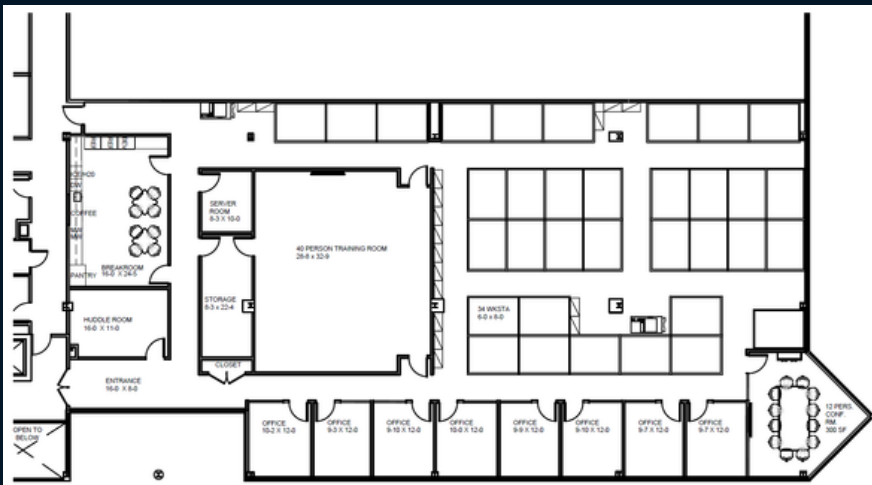 ICE/H2O
DW
COFFEE
MW
MW
PANTRY
BREAKROOM
16-0 X 24-5
SERVER
ROOM
8-3 X 10-0
40 PERSON TRAINING ROOM
28-8 x 32-9
STORAGE
8-3 x 22-4
CLOSET
HUDDLE ROOM
16-0 X 11-0
ENTRANCE
16-0 X 8-0
34 WKSTA
6-0 x 8-0
OPEN TO
BELOW
OFFICE
10-2 X 12-0
OFFICE
9-3 X 12-0
OFFICE
9-10 X 12-0
OFFICE
10-0 X 12-0
OFFICE
9-9 X 12-0
OFFICE
9-10 X 12-0
OFFICE
9-7 X 12-0
OFFICE
9-7 X 12-0
12 PERS.
CONF.
RM.
300 SF